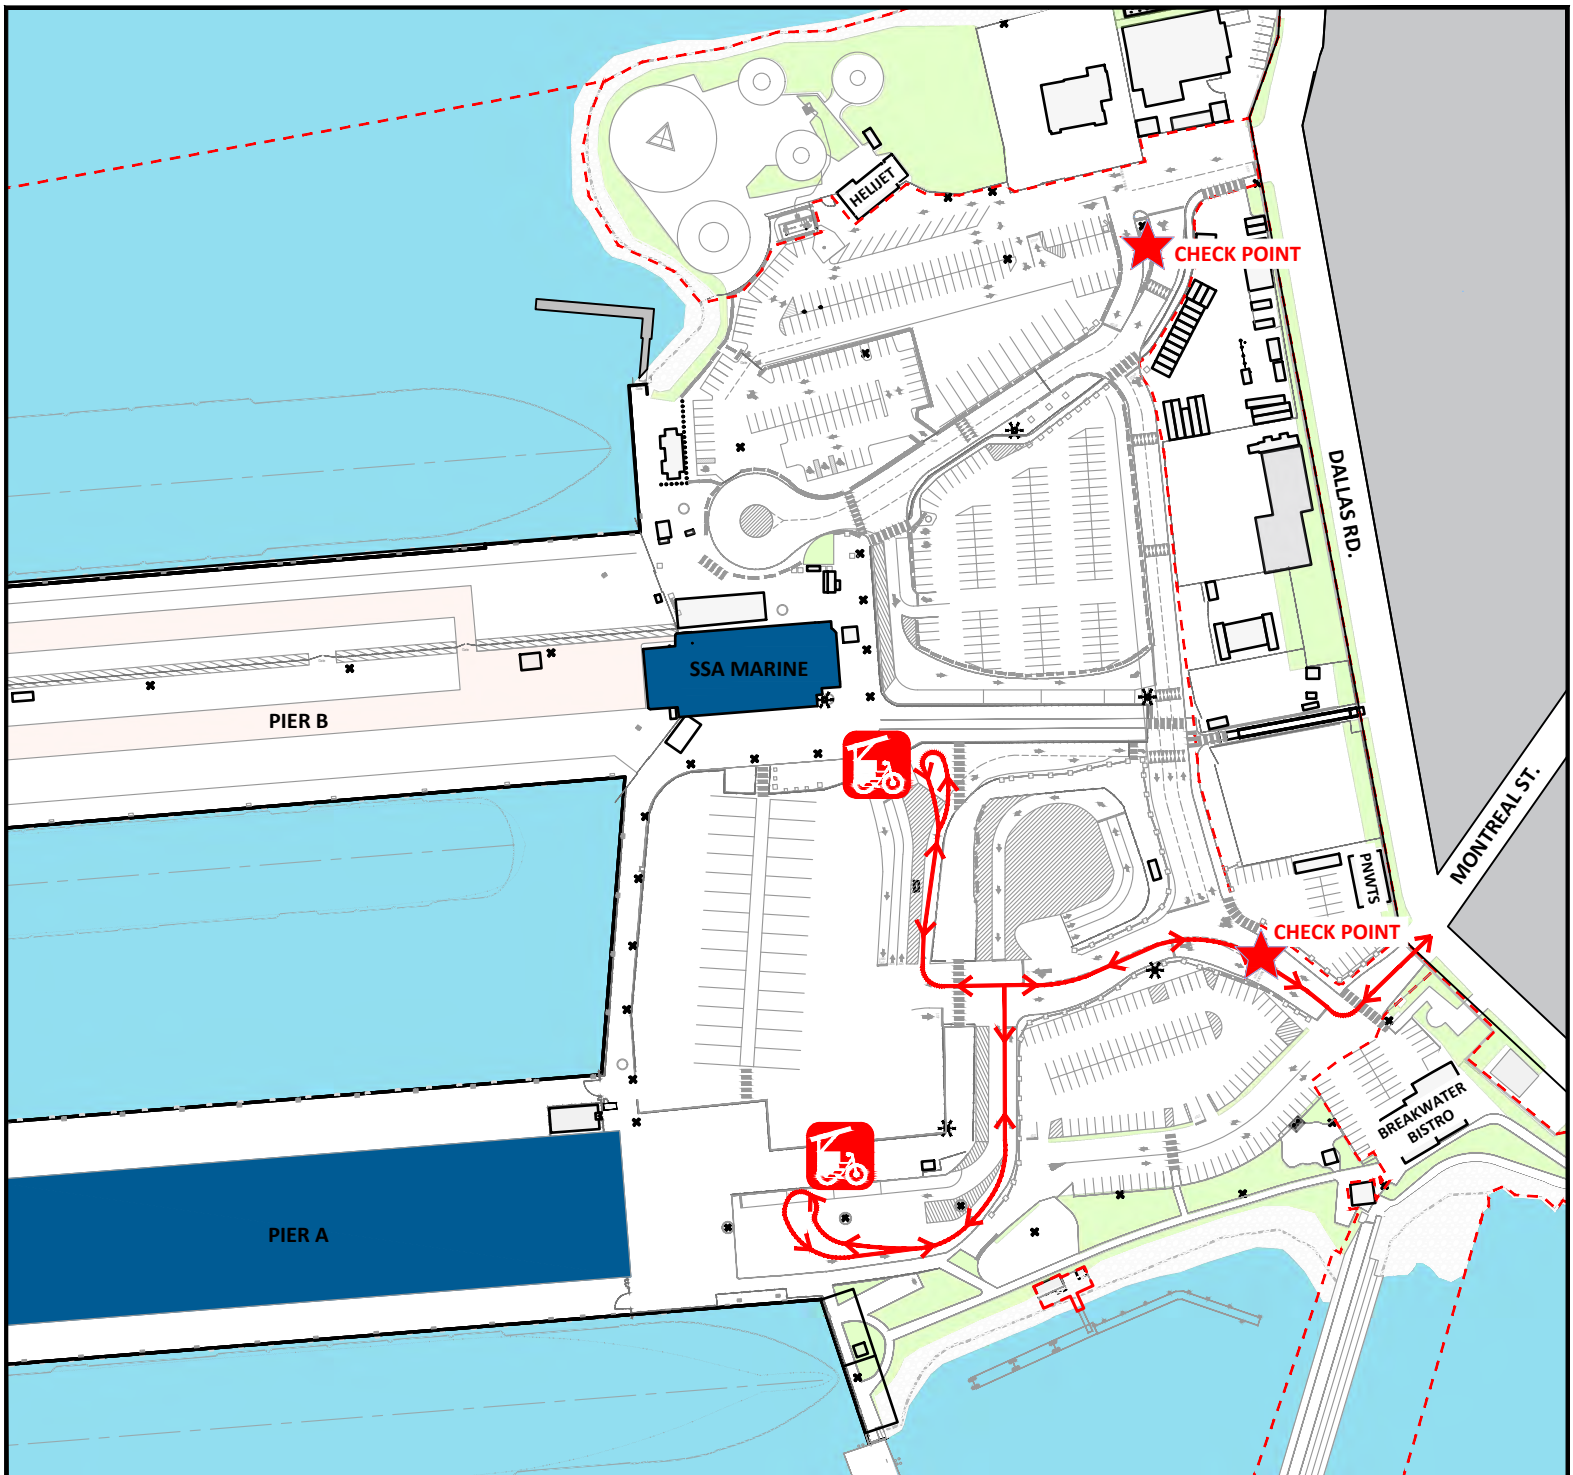 HELIJET
CHECK POINT
DALLAS RD.
SSA MARINE
PIER B
MONTREAL ST.
PNWTS
CHECK POINT
BREAKWATER
BISTRO
PIER A